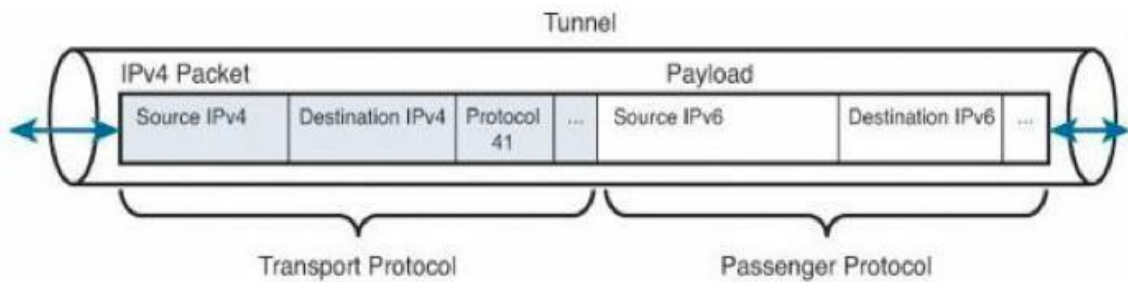 Tunnel
IPv4 Packet
Payload
Source IPv4
Destination IPv4
Protocol
41
...
Source IPv6
Destination IPv6
...
Transport Protocol
Passenger Protocol